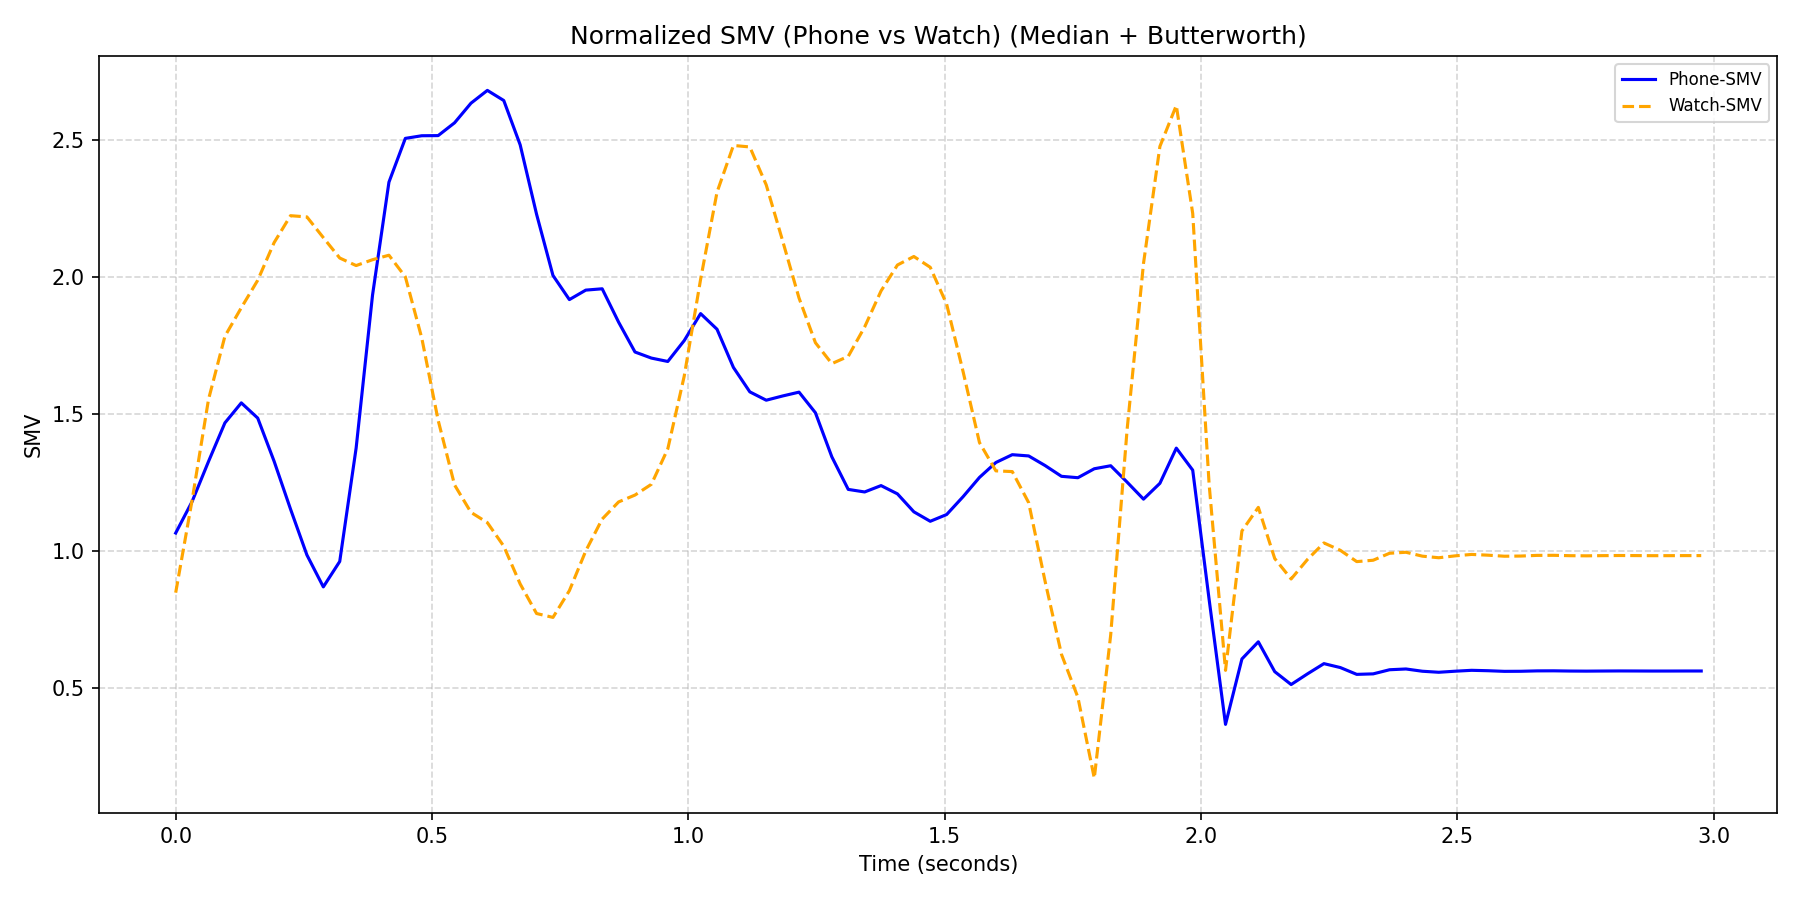 Normalized SMV (Phone vs Watch) (Median + Butterworth)
Phone-SMV
Watch-SMV
SMV
2.5
2.0
1.5
1.0
0.5
0.0 0.5 1.0 1.5 2.0 2.5 3.0
Time (seconds)